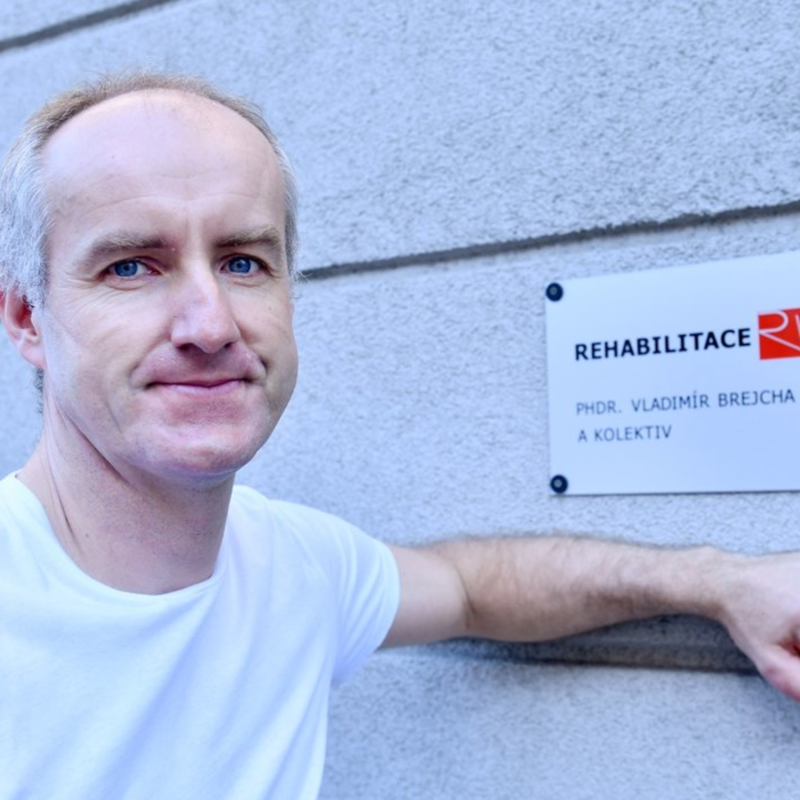 REHABILITACE
PHDR. VLADIMÍR BREJCHA
A KOLEKTIV